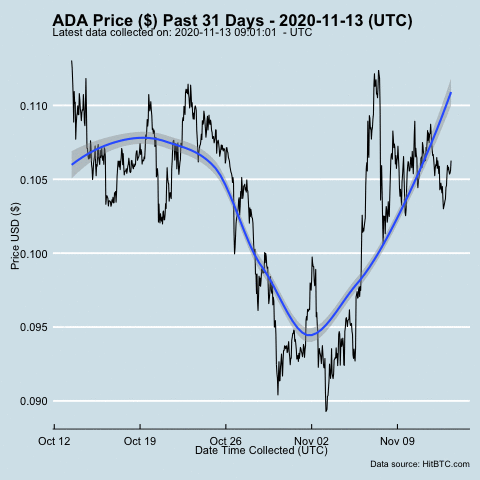 ADA Price ($) Past 31 Days - 2020-11-13 (UTC)
Latest data collected on: 2020-11-13 09:01:01  - UTC
0.110
0.105
0.100
0.095
0.090
Price USD ($)
Oct 12 Oct 19 Oct 26 Nov 02 Nov 09
Date Time Collected (UTC)
Data source: HitBTC.com